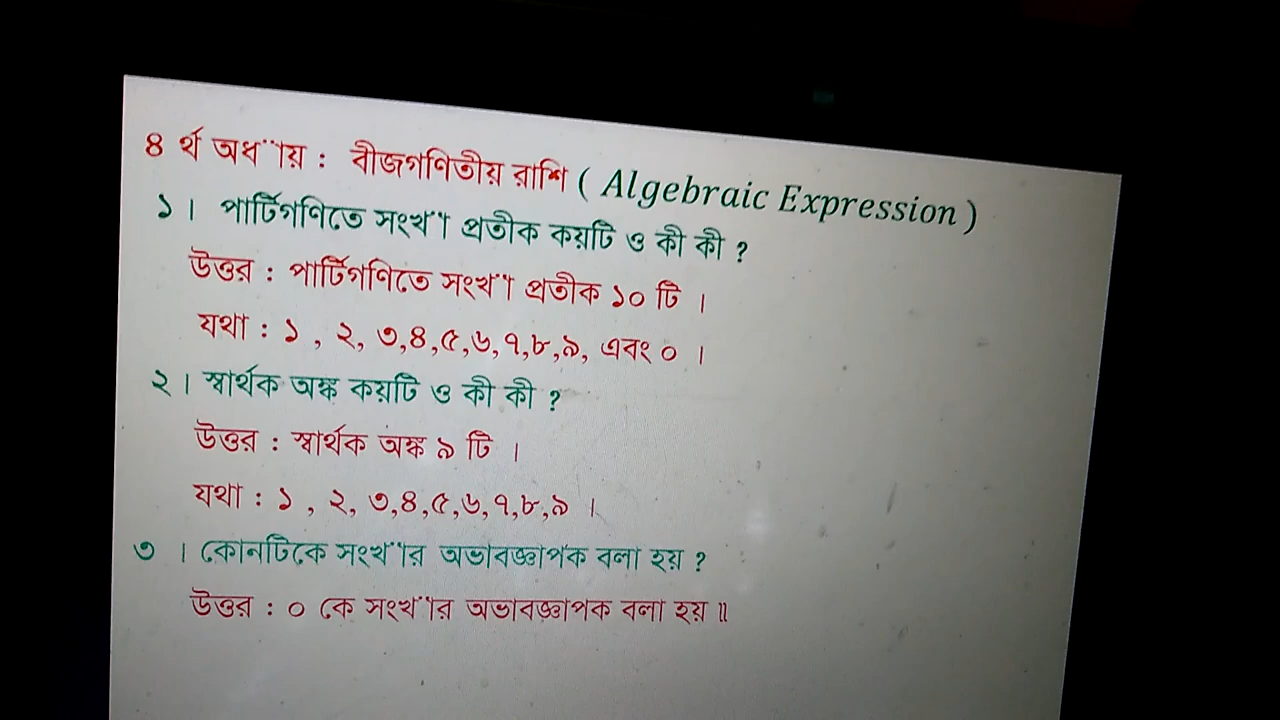 ৪ র্থ অধ্যায় : বীজগণিতীয় রাশি ( Algebraic Expression )
১। পাটিগণিতে সংখ্যা প্রতীক কয়টি ও কী কী ?
উত্তর : পাটিগণিতে সংখ্যা প্রতীক ১০ টি ।
যথা : ১ , ২, ৩,৪,৫,৬,৭,৮,৯, এবং ০ ।
২। স্বার্থক অঙ্ক কয়টি ও কী কী ?
উত্তর : স্বার্থক অঙ্ক ৯ টি ।
যথা : ১ , ২, ৩,৪,৫,৬,৭,৮,৯ ।
৩ । কোনটিকে সংখ্যার অভাবজ্ঞাপক বলা হয় ?
উত্তর : ০ কে সংখ্যার অভাবজ্ঞাপক বলা হয় ॥